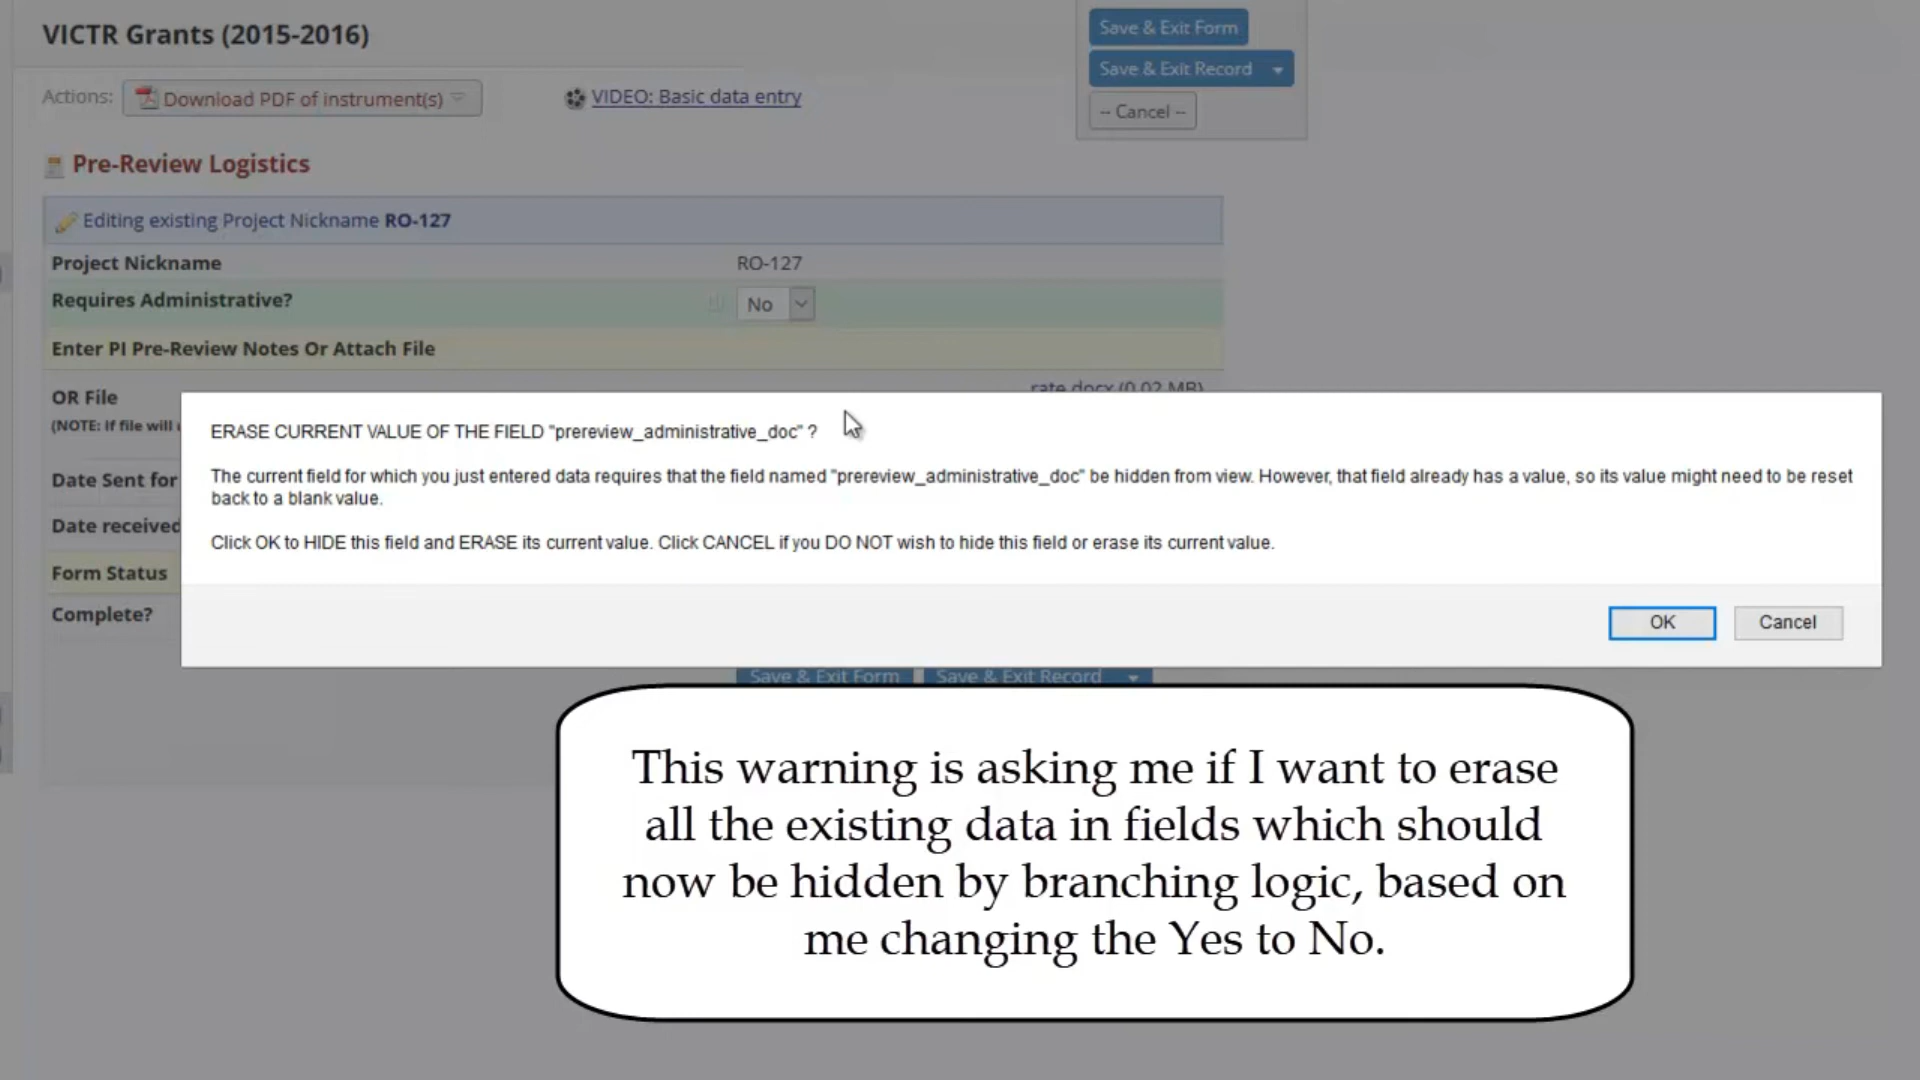 VICTR Grants (2015-2016)
Save & Exit Form
Save & Exit Record
-- Cancel --
Actions:
Download PDF of instrument(s)
VIDEO: Basic data entry
Pre-Review Logistics
Editing existing Project Nickname RO-127
Project Nickname
RO-127
Requires Administrative?
No
Enter PI Pre-Review Notes Or Attach File
OR File
rate.docx (0.02 MB)
(NOTE: If file will
Date Sent for
Date received
Form Status
Complete?
ERASE CURRENT VALUE OF THE FIELD "prereview_administrative_doc" ?
The current field for which you just entered data requires that the field named "prereview_administrative_doc" be hidden from view. However, that field already has a value, so its value might need to be reset
back to a blank value.
Click OK to HIDE this field and ERASE its current value. Click CANCEL if you DO NOT wish to hide this field or erase its current value.
OK
Cancel
Save & Exit Form
Save & Exit Record
This warning is asking me if I want to erase
all the existing data in fields which should
now be hidden by branching logic, based on
me changing the Yes to No.